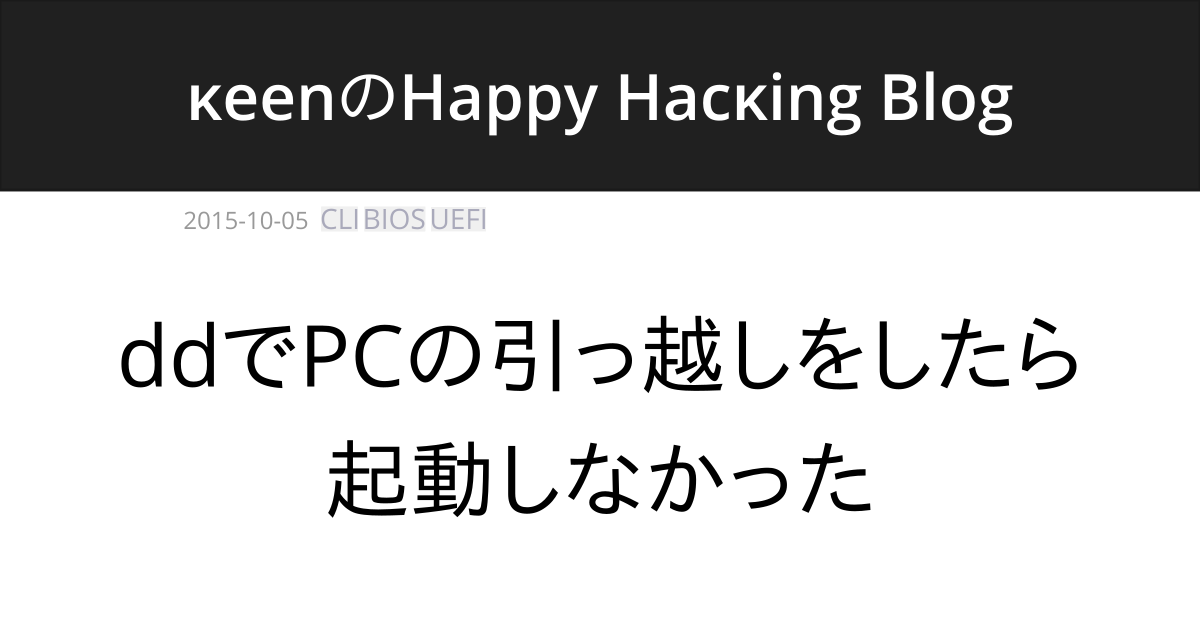 κeenのHappy Hacκing Blog
2015-10-05 CLI BIOS UEFI
ddでPCの引っ越しをしたら
起動しなかった